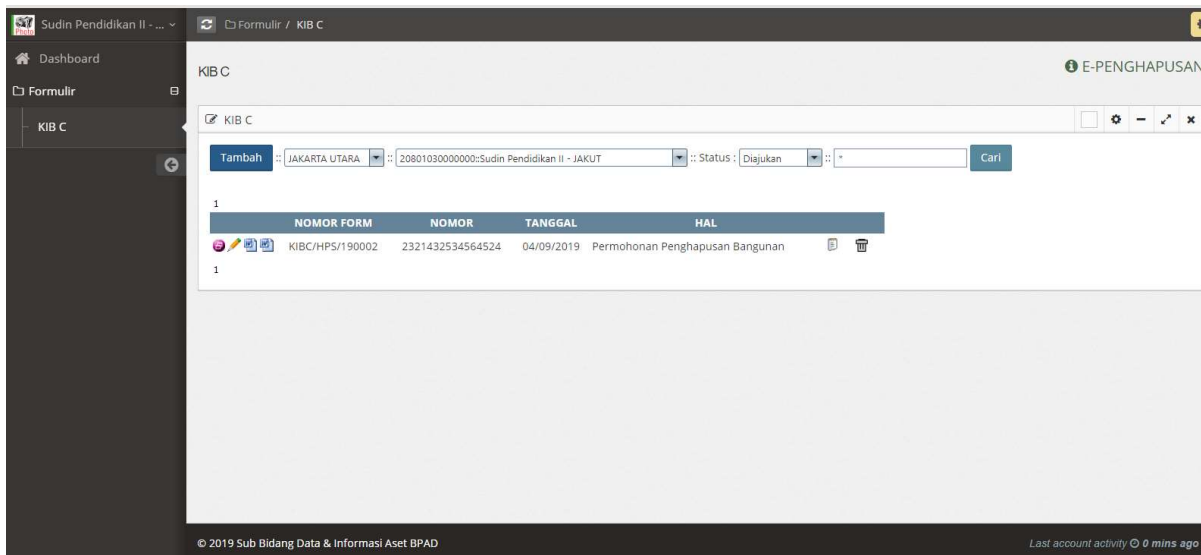 Photo Sudin Pendidikan II - ...
Formulir / KIB C
Dashboard
Formulir
KIB C
KIB C
E-PENGHAPUSAN
KIB C
Tambah :: JAKARTA UTARA :: 20801030000000::Sudin Pendidikan II - JAKUT :: Status : Diajukan :: * Cari
1
NOMOR FORM NOMOR TANGGAL HAL
KIBC/HPS/190002 2321432534564524 04/09/2019 Permohonan Penghapusan Bangunan
1
© 2019 Sub Bidang Data & Informasi Aset BPAD
Last account activity 0 mins ago